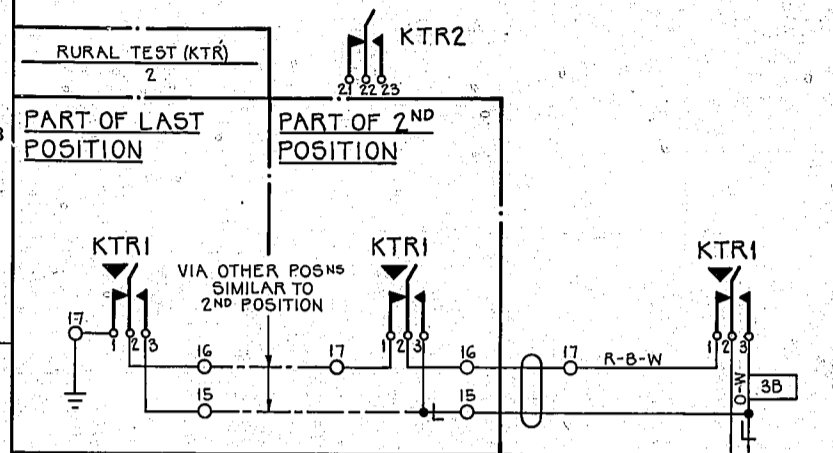 KTR2
RURAL TEST (KTR)
2
21 22 23
PART OF LAST
POSITION
PART OF 2ND
POSITION
KTR1
KTR1
KTR1
VIA OTHER POSNS
SIMILAR TO
2ND POSITION
17
1 2 3
1 2 3
1 2 3
16
17
16
17
R-B-W
15
15
O-W
3B